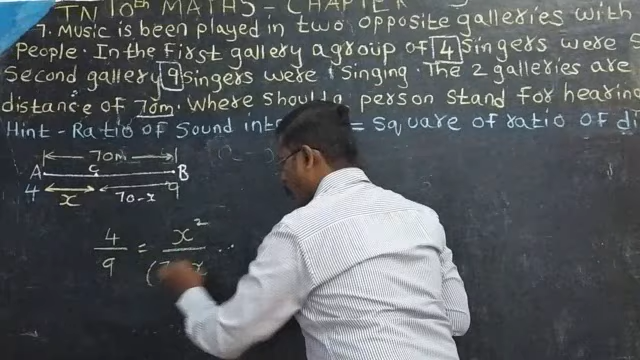 TN 10th MATHS - CHAPTER
7. Music is been played in two opposite galleries with
People. In the First gallery a group of 4 singers were
Second gallery 9 singers were singing. The 2 galleries are
distance of 70m. Where should person stand for hearing
Hint - Ratio of Sound = Square of ratio of
70m
A C B
4 x 70-x 9
4/9 = x²/(